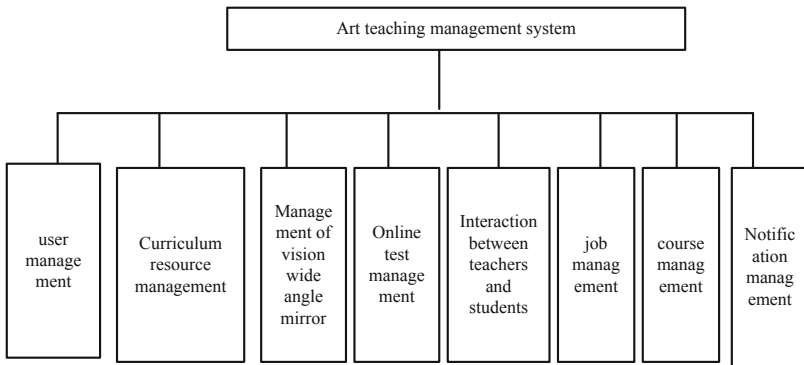 Art teaching management system
user
manage
ment
Curriculum
resource
management
Manage
ment of
vision
wide
angle
mirror
Online
test
manage
ment
Interaction
between
teachers
and
students
job
manag
ement
course
manag
ement
Notific
ation
manag
ement